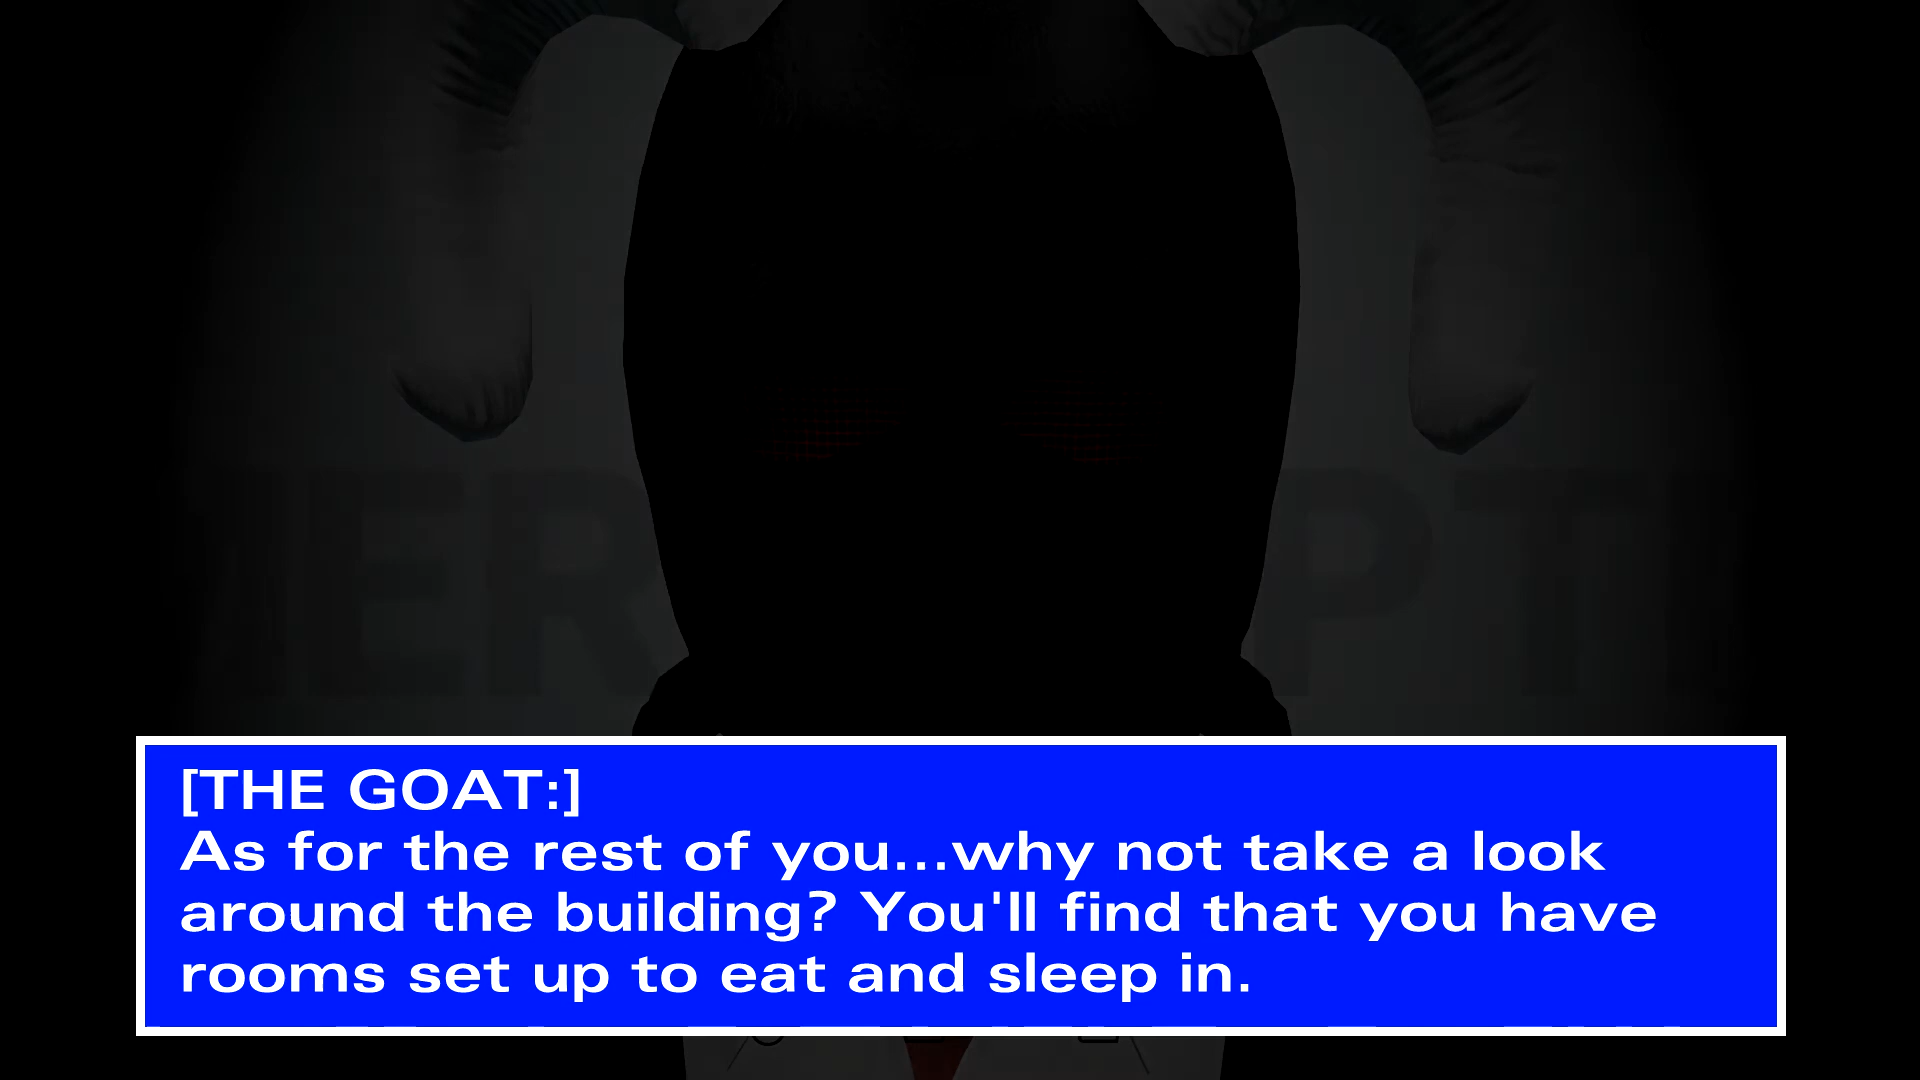 [THE GOAT:]
As for the rest of you...why not take a look
around the building? You'll find that you have
rooms set up to eat and sleep in.